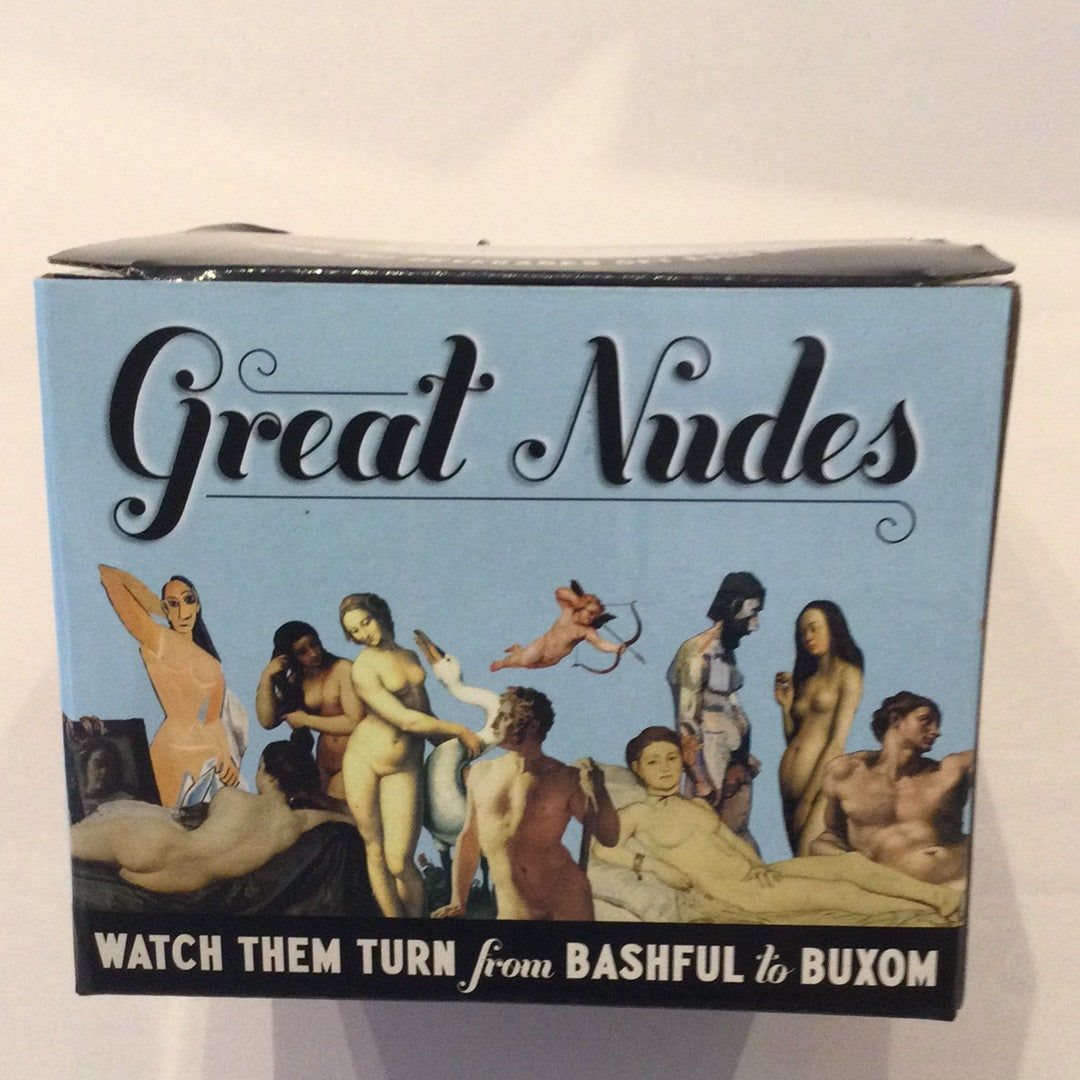 Great Nudes
WATCH THEM TURN from BASHFUL to BUXOM